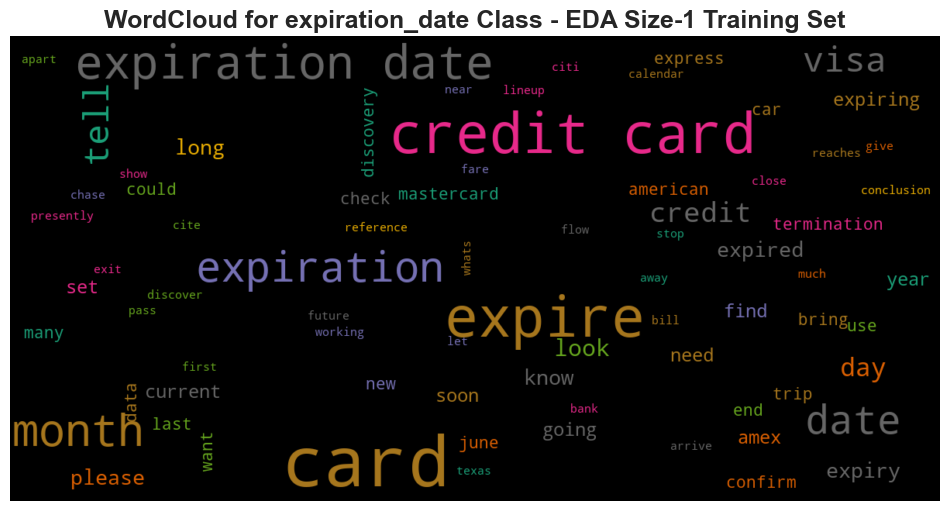 WordCloud for expiration_date Class - EDA Size-1 Training Set
apart
expiration date
citi
express
calendar
visa
near
lineup
tell
discovery
car
expiring
credit card
long
reaches
give
show
fare
close
chase
could
check
mastercard
american
conclusion
presently
cite
reference
flow
credit
stop
termination
expired
whats
expiration
exit
set
away
much
year
discover
pass
future
working
expire
bill
find
bring
use
many
let
look
need
first
current
new
know
day
data
soon
trip
month
last
want
bank
going
end
date
june
amex
arrive
card
please
texas
confirm
expiry